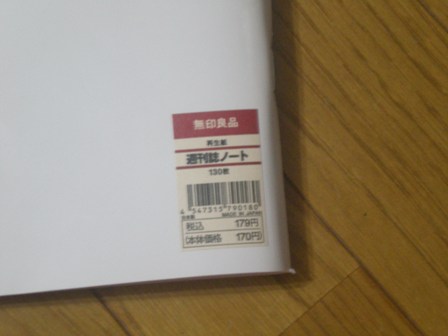 無印良品
再生紙
週刊誌ノート
130枚
4 547315 790180
MADE IN JAPAN
税込 179円
(本体価格 170円)